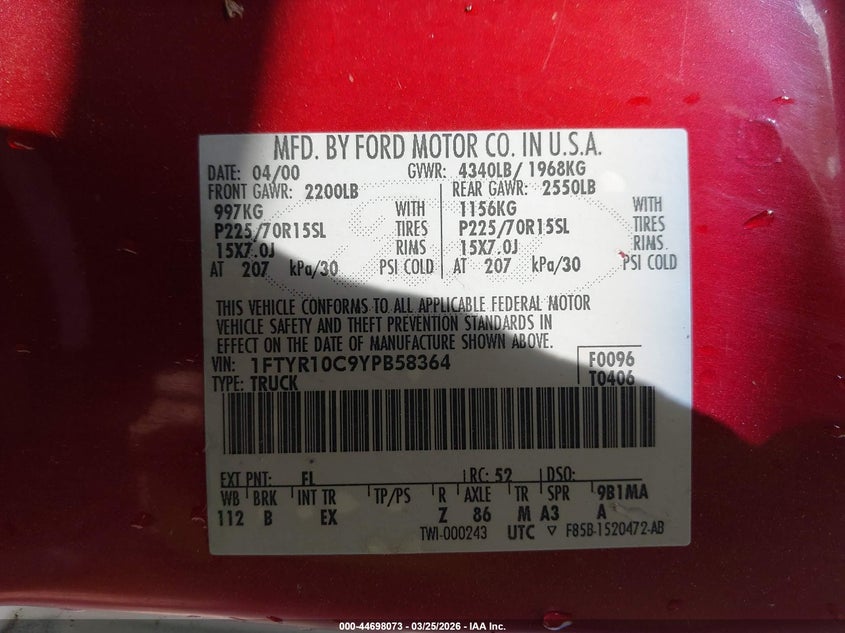 MFD. BY FORD MOTOR CO. IN U.S.A.
DATE: 04/00 GVWR: 4340LB/ 1968KG
FRONT GAWR: 2200LB REAR GAWR: 2550LB
997KG WITH 1156KG WITH
P225/70R15SL TIRES P225/70R15SL TIRES
15X7.0J RIMS 15X7.0J RIMS
AT 207 kPa/30 PSI COLD AT 207 kPa/30 PSI COLD
THIS VEHICLE CONFORMS TO ALL APPLICABLE FEDERAL MOTOR
VEHICLE SAFETY AND THEFT PREVENTION STANDARDS IN
EFFECT ON THE DATE OF MANUFACTURE SHOWN ABOVE.
VIN: 1FTYR10C9YPB58364 F0096
TYPE: TRUCK T0406
EXT PNT: FL RC: 52 DSO:
WB BRK INT TR TP/PS R AXLE TR SPR 9B1MA
112 B EX Z 86 M A3 A
TWI-000243 UTC ▽ F85B-1520472-AB
000-44698073 - 03/25/2026 - IAA Inc.